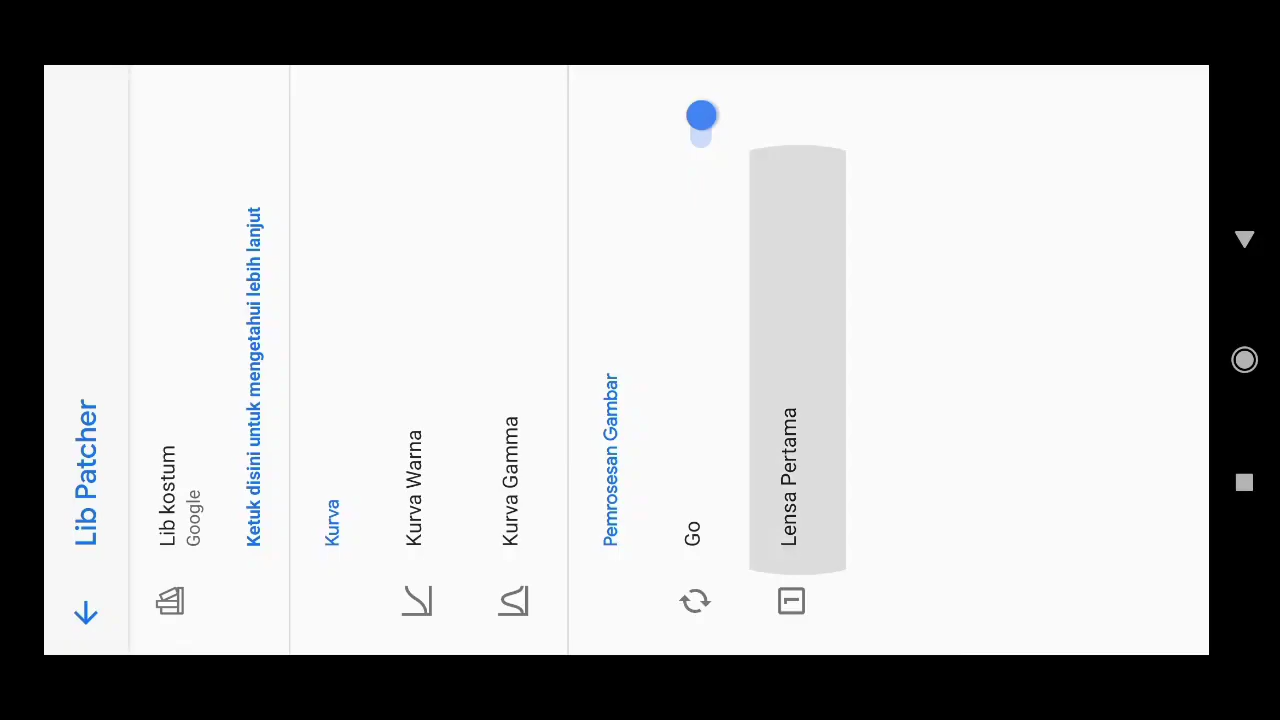 Lib Patcher
Lib kostum
Google
Ketuk disini untuk mengetahui lebih lanjut
Kurva
Kurva Warna
Kurva Gamma
Pemrosesan Gambar
Go
Lensa Pertama
1